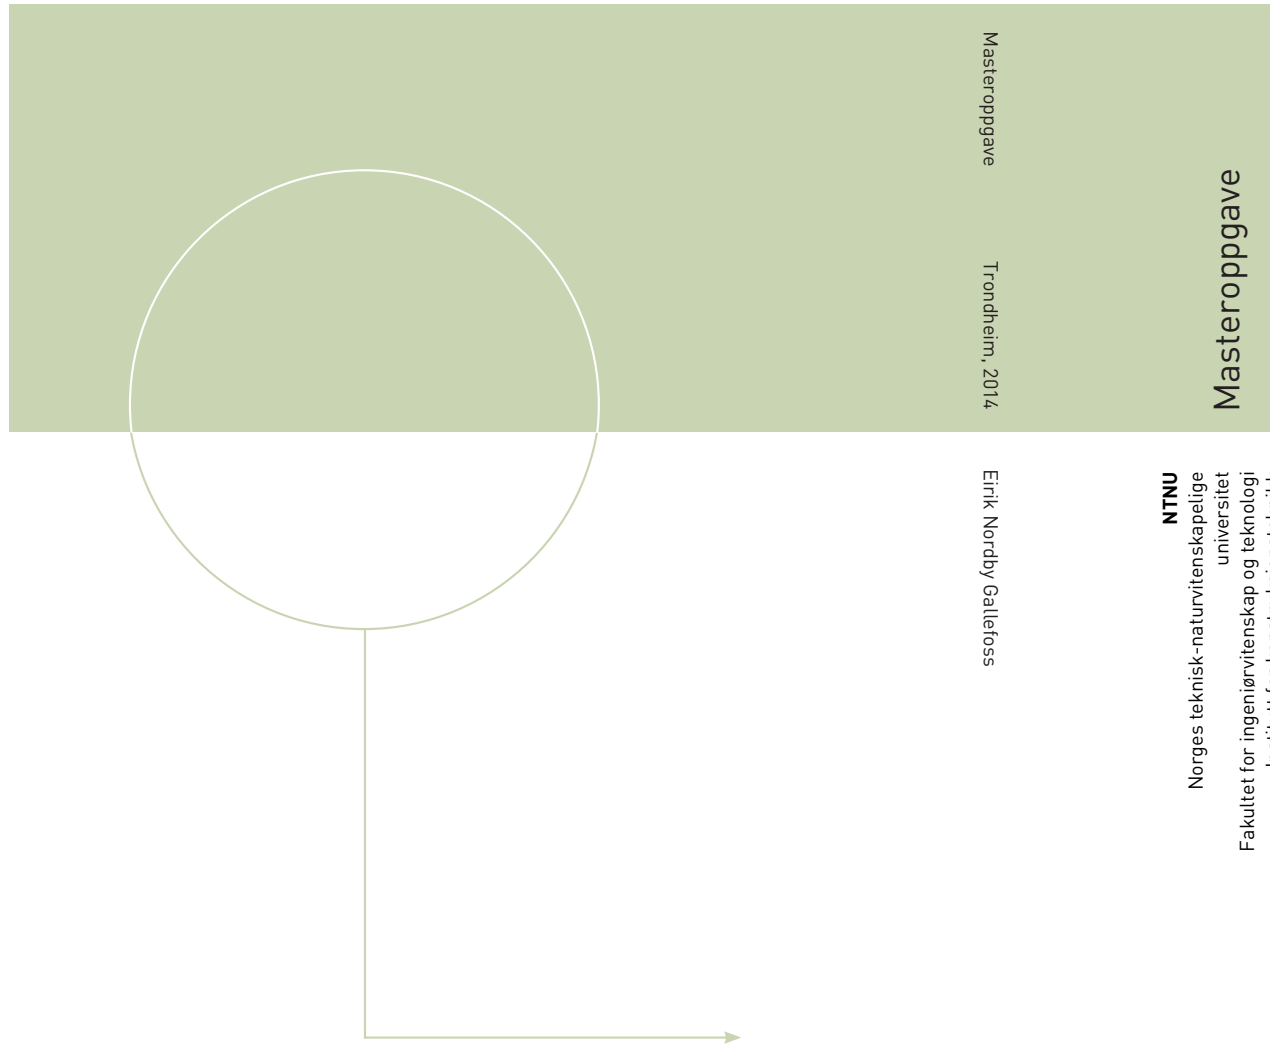 Masteroppgave
Trondheim, 2014
Eirik Nordby Gallefoss
Masteroppgave
NTNU
Norges teknisk-naturvitenskapelige
universitet
Fakultet for ingeniørvitenskap og teknologi